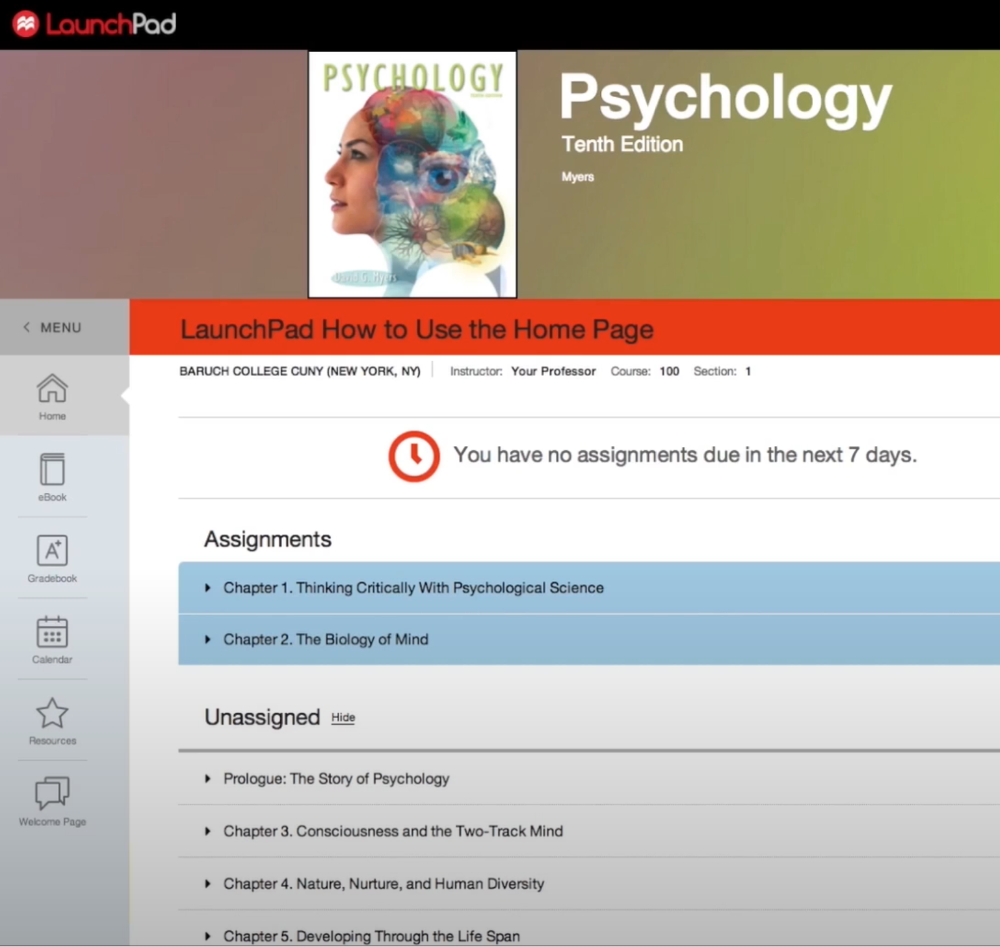 LaunchPad
PSYCHOLOGY
TENTH EDITION
David G. Myers
Psychology
Tenth Edition
Myers
MENU
LaunchPad How to Use the Home Page
BARUCH COLLEGE CUNY (NEW YORK, NY) Instructor: Your Professor Course: 100 Section: 1
Home
You have no assignments due in the next 7 days.
eBook
Assignments
A+
Gradebook
Chapter 1. Thinking Critically With Psychological Science
Chapter 2. The Biology of Mind
Calendar
Unassigned Hide
Resources
Prologue: The Story of Psychology
Welcome Page
Chapter 3. Consciousness and the Two-Track Mind
Chapter 4. Nature, Nurture, and Human Diversity
Chapter 5. Developing Through the Life Span